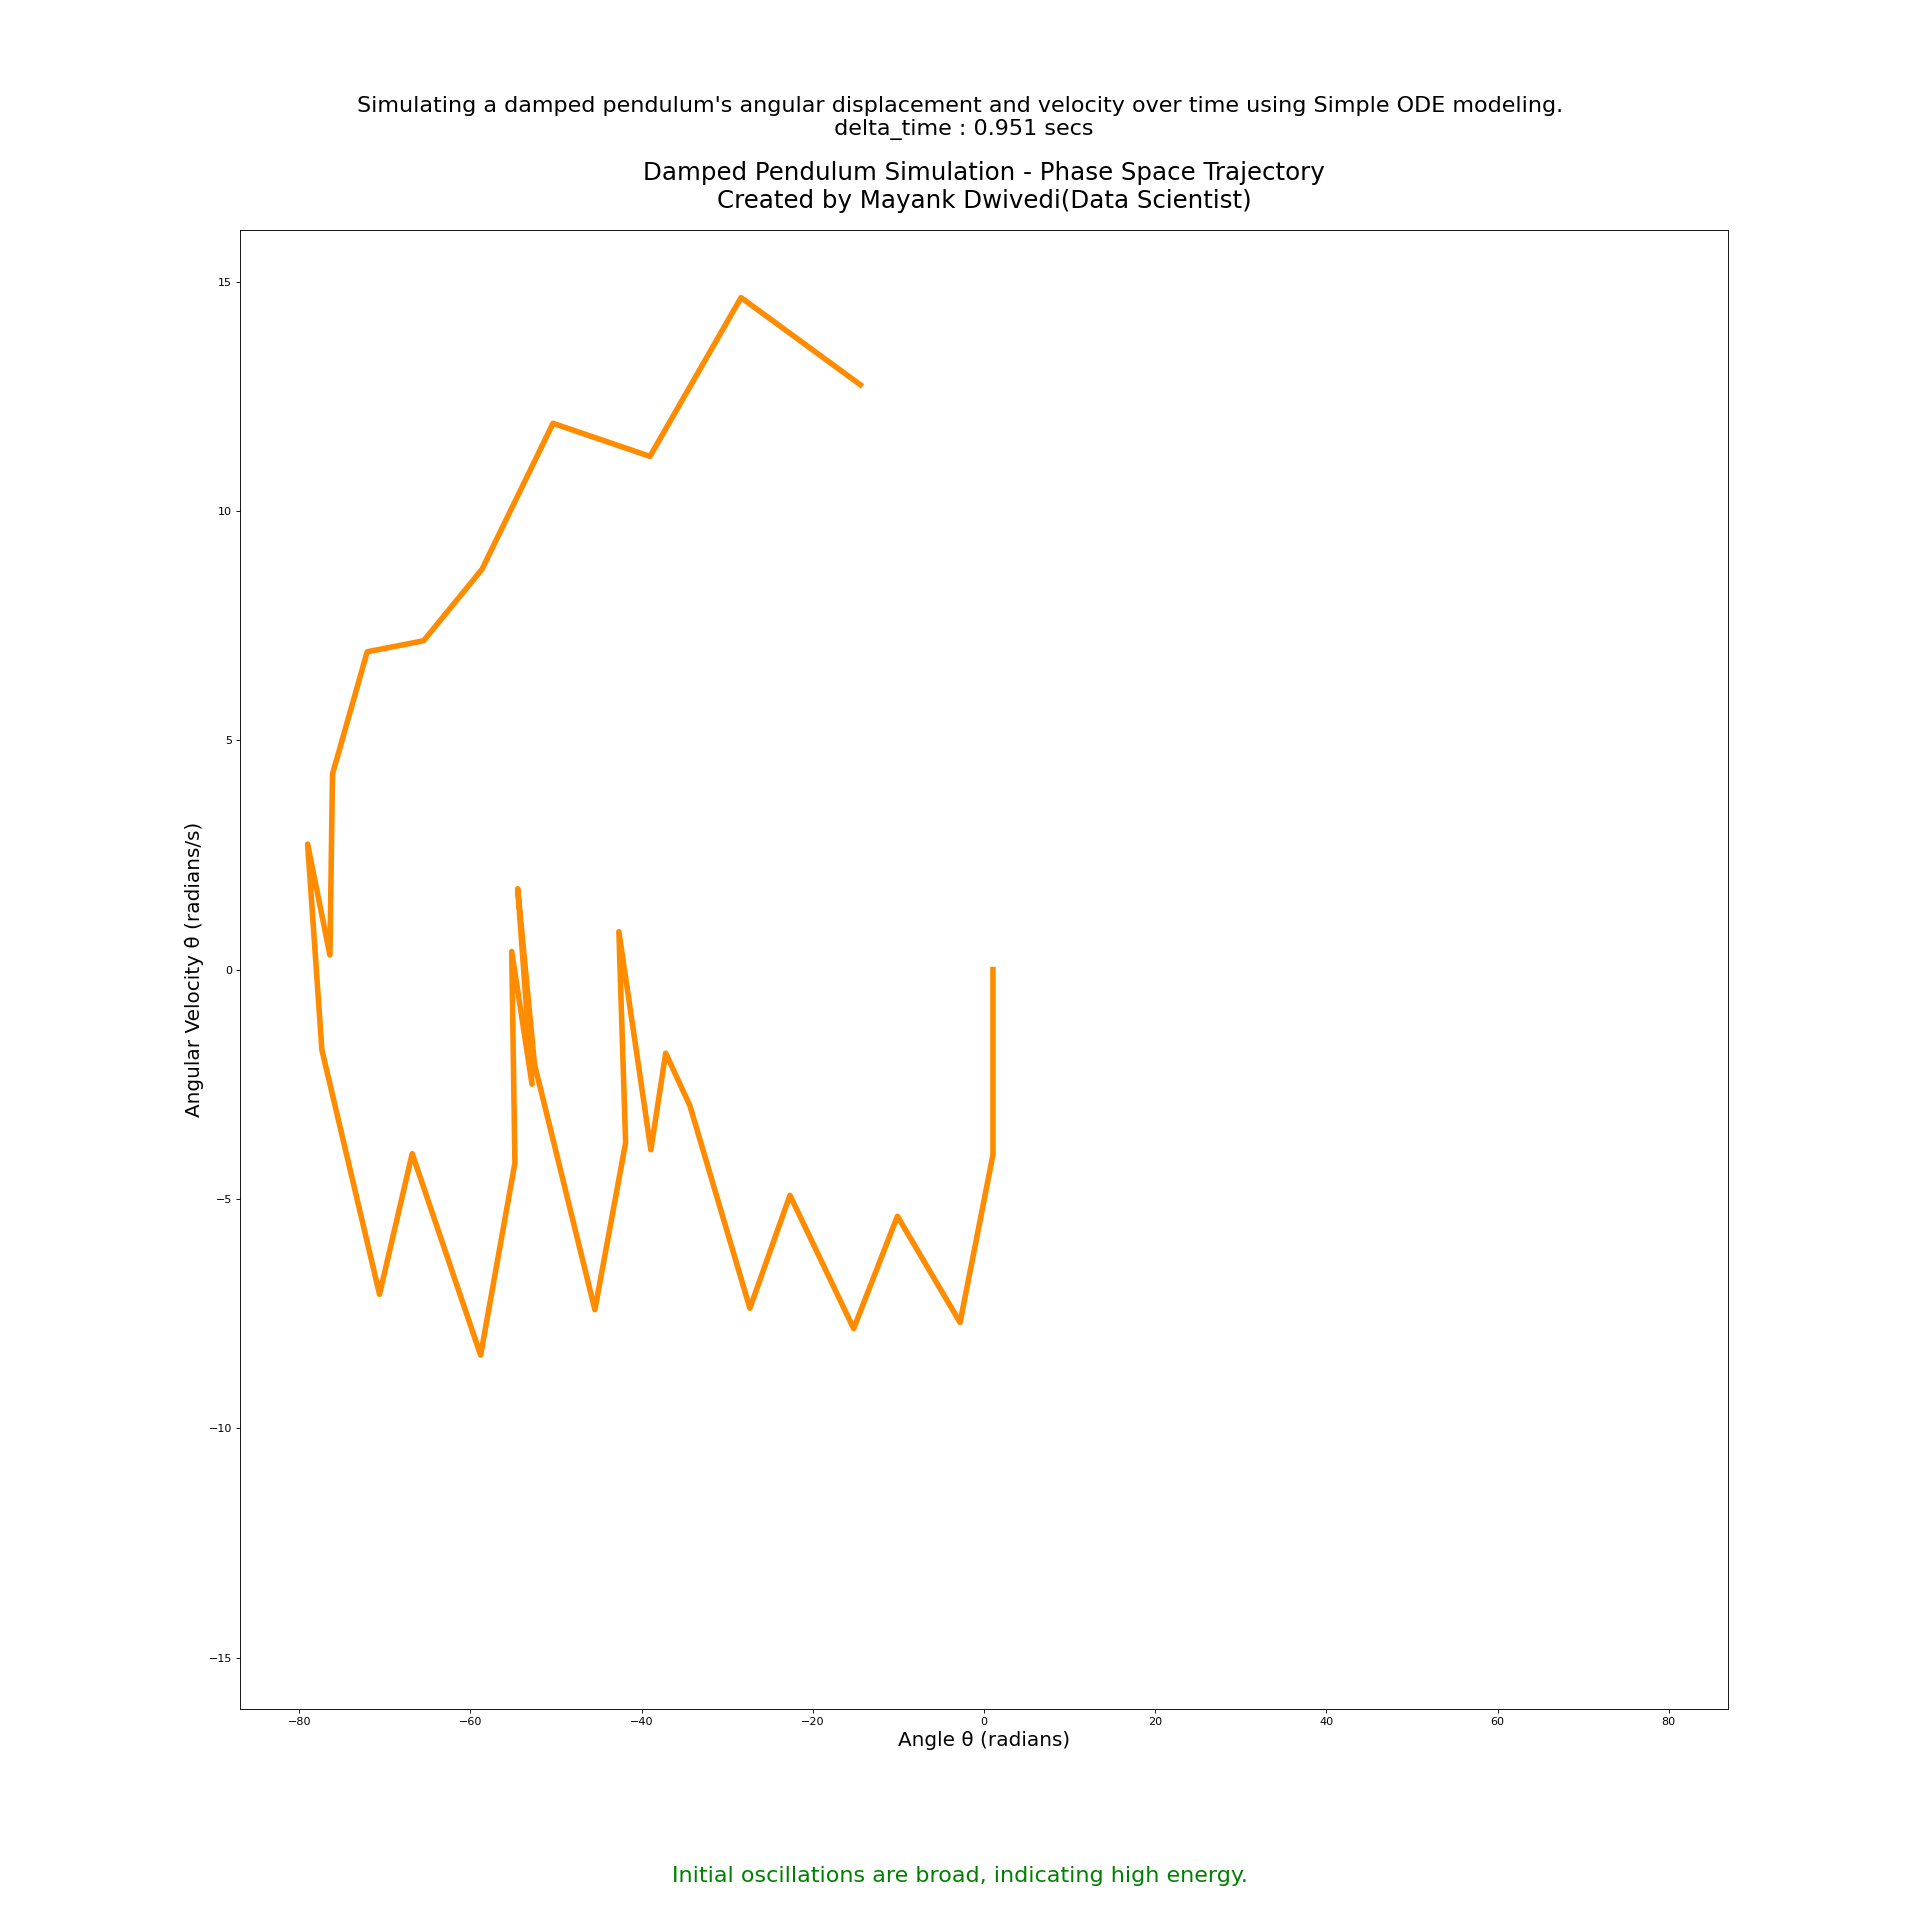 Simulating a damped pendulum's angular displacement and velocity over time using Simple ODE modeling.
delta_time : 0.951 secs
Damped Pendulum Simulation - Phase Space Trajectory
Created by Mayank Dwivedi(Data Scientist)
15
10
5
0
−5
−10
−15
Angular Velocity θ (radians/s)
−80
−60
−40
−20
0
20
40
60
80
Angle θ (radians)
Initial oscillations are broad, indicating high energy.